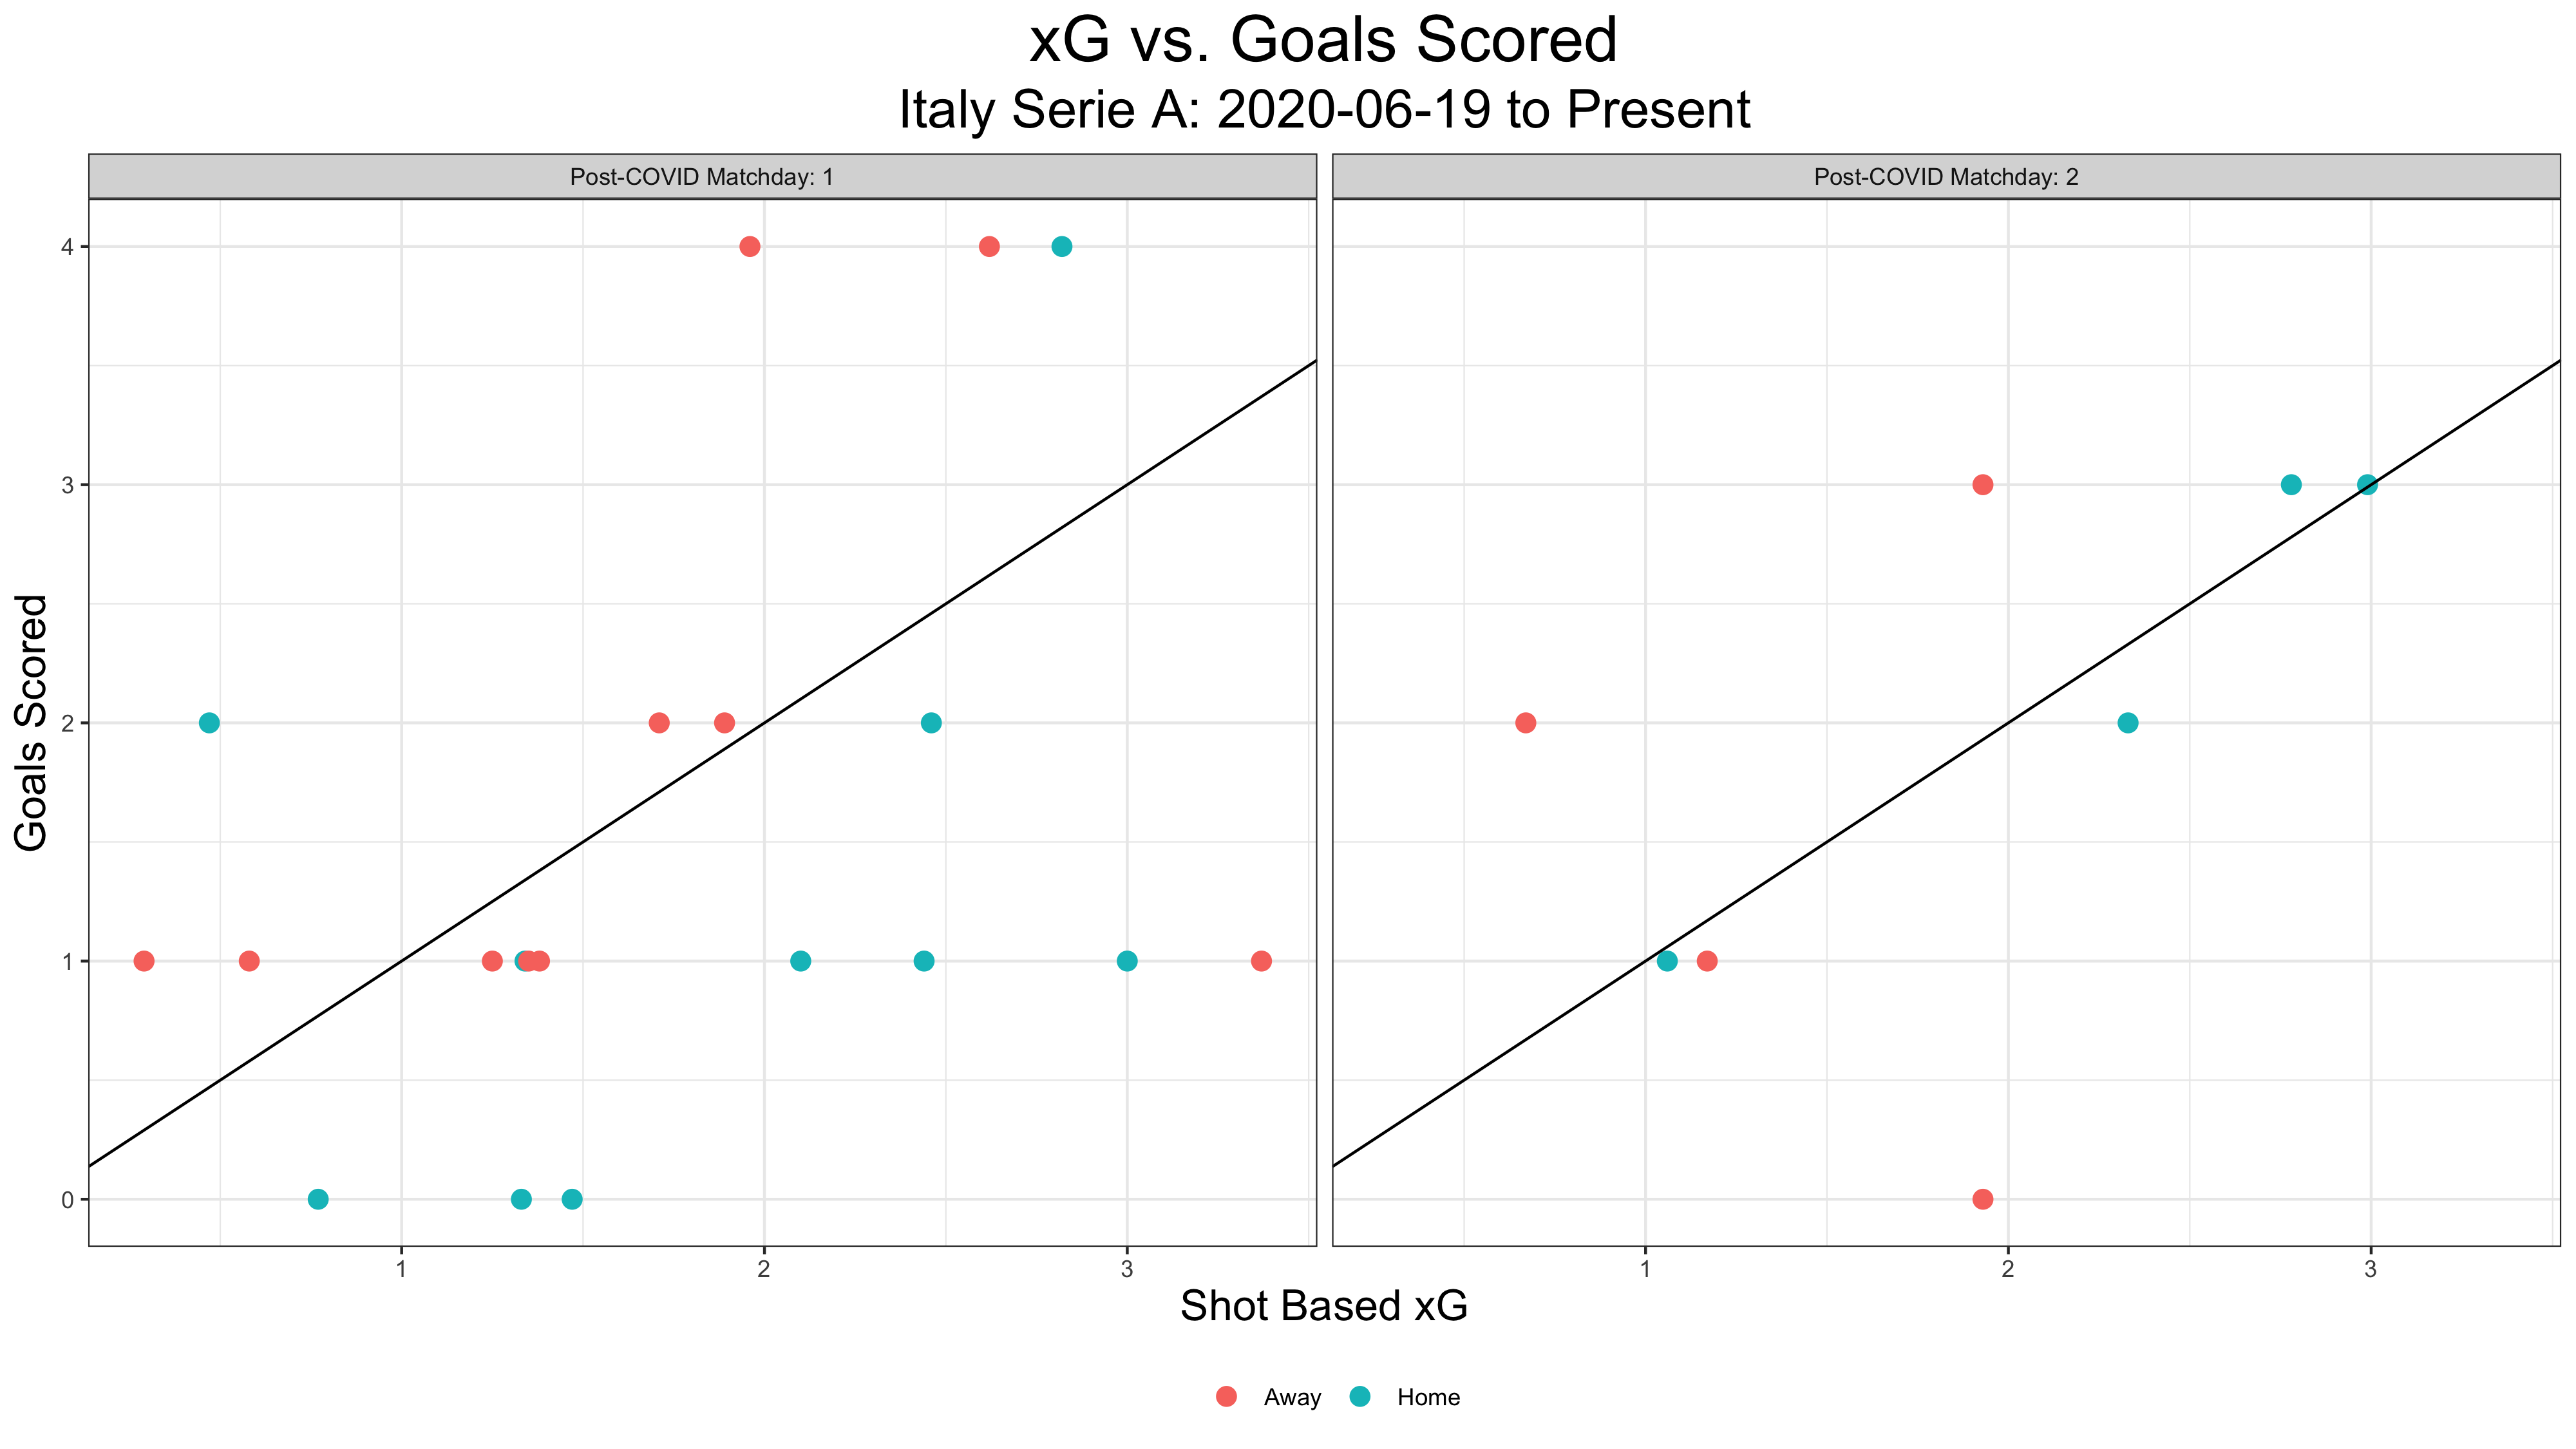 xG vs. Goals Scored
Italy Serie A: 2020-06-19 to Present
Post-COVID Matchday: 1
Post-COVID Matchday: 2
Goals Scored
4
3
2
1
0
1
2
3
1
2
3
Shot Based xG
Away
Home